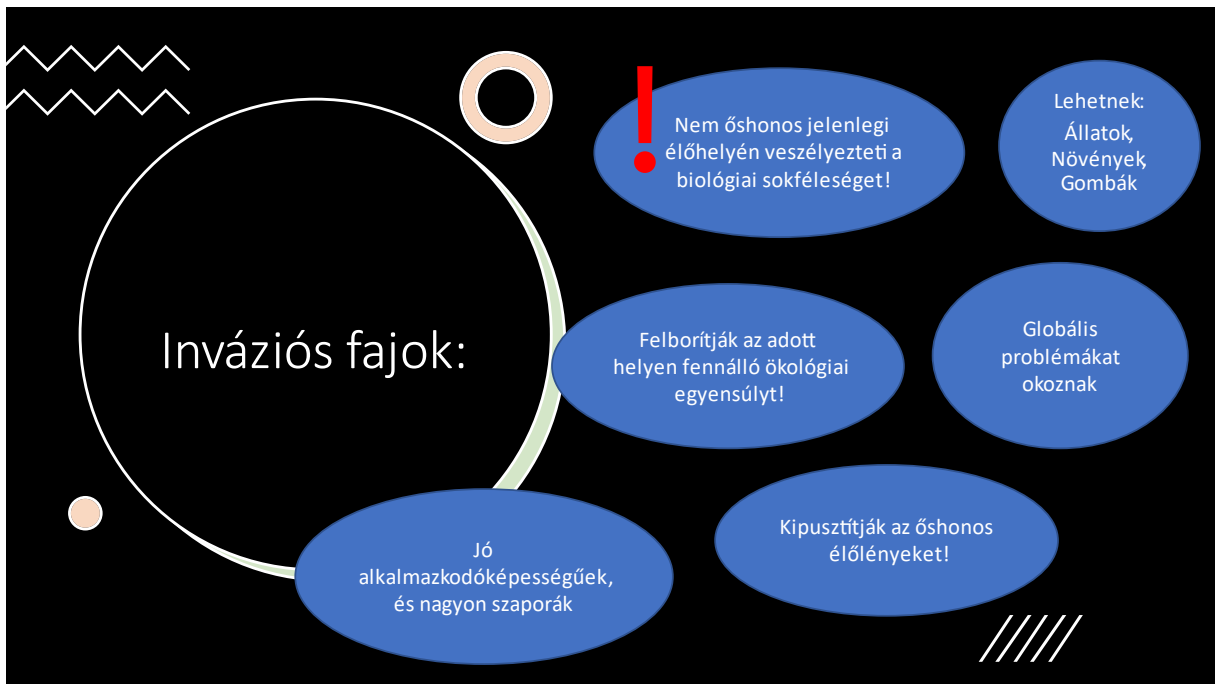 Inváziós fajok:
!
Nem őshonos jelenlegi
élőhelyén veszélyezteti a
biológiai sokféleséget!
Lehetnek:
Állatok,
Növények,
Gombák
Felborítják az adott
helyen fennálló ökológiai
egyensúlyt!
Globális
problémákat
okoznak
Jó
alkalmazkodóképességűek,
és nagyon szaporák
Kipusztítják az őshonos
élőlényeket!